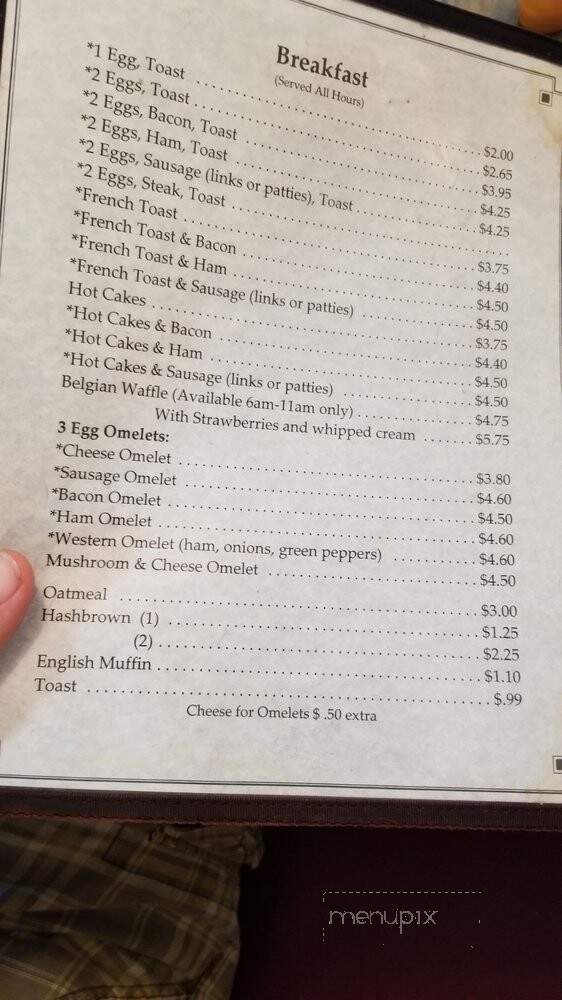 Breakfast
(Served All Hours)
*1 Egg, Toast $2.00
*2 Eggs, Toast $2.65
*2 Eggs, Bacon, Toast $3.95
*2 Eggs, Ham, Toast $4.25
*2 Eggs, Sausage (links or patties), Toast $4.25
*2 Eggs, Steak, Toast
*French Toast $3.75
*French Toast & Bacon $4.40
*French Toast & Ham $4.50
*French Toast & Sausage (links or patties) $4.50
Hot Cakes $3.75
*Hot Cakes & Bacon $4.40
*Hot Cakes & Ham $4.50
*Hot Cakes & Sausage (links or patties) $4.50
Belgian Waffle (Available 6am-11am only) $4.75
With Strawberries and whipped cream $5.75
3 Egg Omelets:
*Cheese Omelet $3.80
*Sausage Omelet $4.60
*Bacon Omelet $4.50
*Ham Omelet $4.60
*Western Omelet (ham, onions, green peppers) $4.60
Mushroom & Cheese Omelet $4.50
Oatmeal $3.00
Hashbrown (1) $1.25
(2) $2.25
English Muffin $1.10
Toast $.99
Cheese for Omelets $ .50 extra
menupix